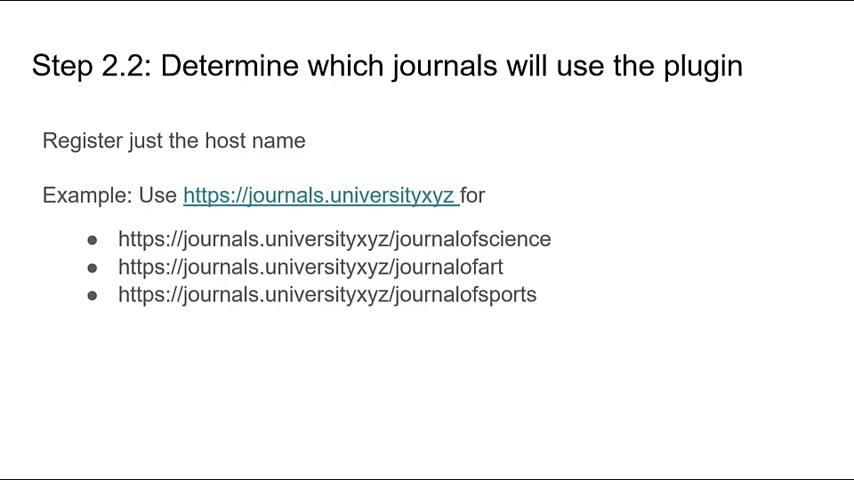 Step 2.2: Determine which journals will use the plugin
Register just the host name
Example: Use https://journals.universityxyz for
● https://journals.universityxyz/journalofscience
● https://journals.universityxyz/journalofart
● https://journals.universityxyz/journalofsports